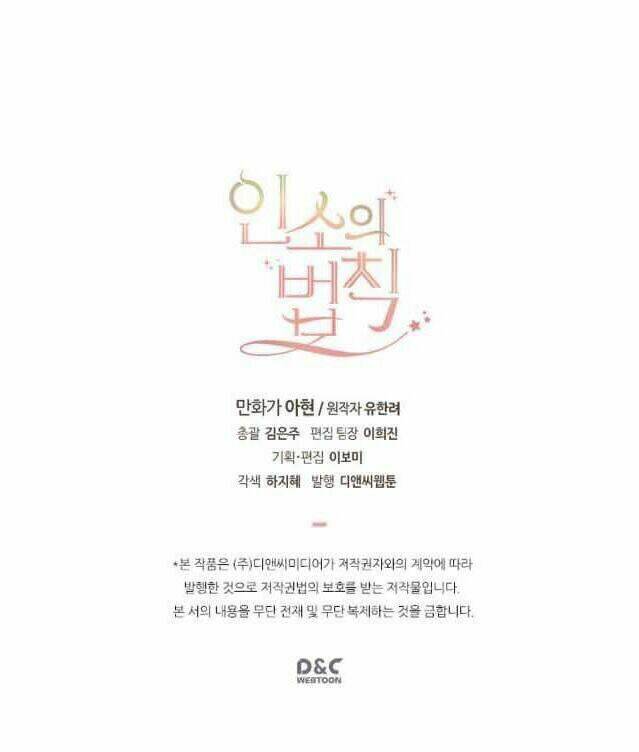 인소의
법칙
만화가 아현 / 원작자 유한려
총괄 김은주 편집 팀장 이희진
기획·편집 이보미
각색 하지혜 발행 디앤씨웹툰
*본 작품은 (주)디앤씨미디어가 저작권자와의 계약에 따라
발행한 것으로 저작권법의 보호를 받는 저작물입니다.
본 서의 내용을 무단 전재 및 무단 복제하는 것을 금합니다.
D&C
WEBTOON